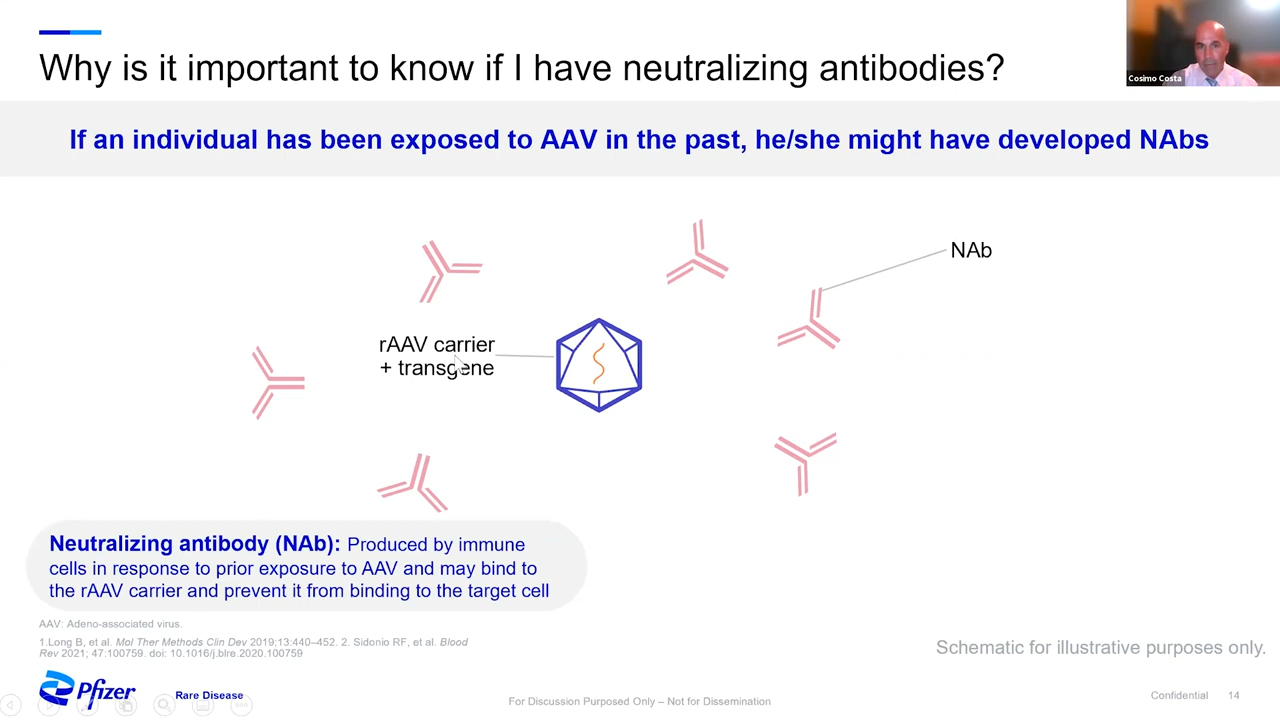 Why is it important to know if I have neutralizing antibodies?
Cosimo Costa
If an individual has been exposed to AAV in the past, he/she might have developed NAbs
NAb
rAAV carrier
+ transgene
Neutralizing antibody (NAb): Produced by immune
cells in response to prior exposure to AAV and may bind to
the rAAV carrier and prevent it from binding to the target cell
AAV: Adeno-associated virus.
1.Long B, et al. Mol Ther Methods Clin Dev 2019;13:440–452. 2. Sidonio RF, et al. Blood
Rev 2021; 47:100759. doi: 10.1016/j.blre.2020.100759
Schematic for illustrative purposes only.
Pfizer
Rare Disease
For Discussion Purposed Only – Not for Dissemination
Confidential 14